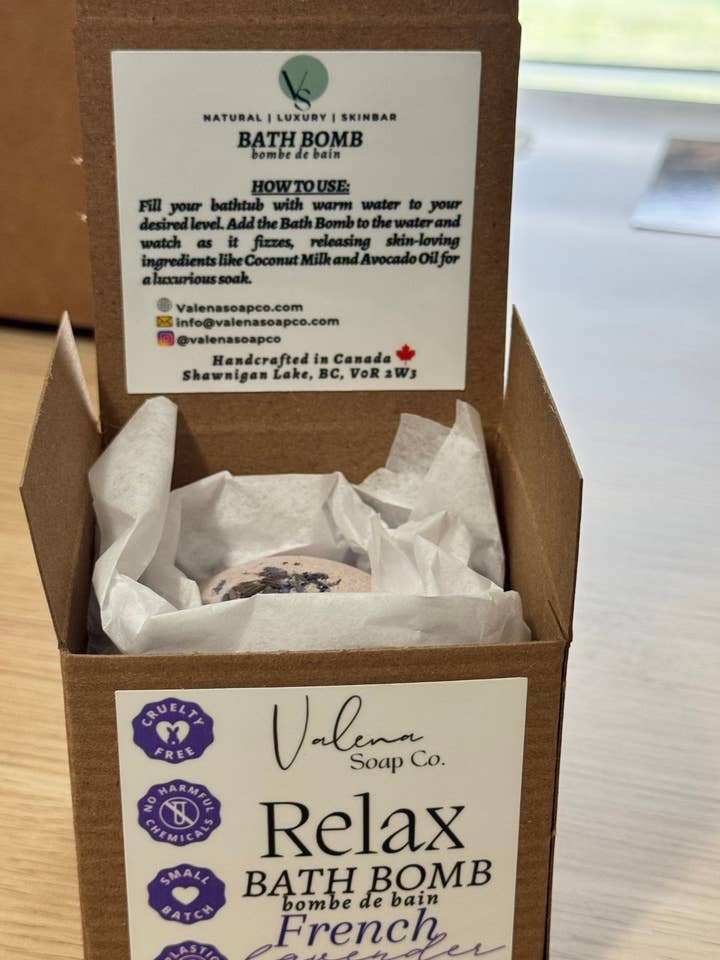 VS
NATURAL | LUXURY | SKINBAR
BATH BOMB
bombe de bain
HOW TO USE:
Fill your bathtub with warm water to your
desired level. Add the Bath Bomb to the water and
watch as it fizzes, releasing skin-loving
ingredients like Coconut Milk and Avocado Oil for
a luxurious soak.
Valenasoapco.com
info@valenasoapco.com
@valenasoapco
Handcrafted in Canada
Shawnigan Lake, BC, V0R 2W3
CRUELTY
FREE
NO HARMFUL
CHEMICALS
SMALL
BATCH
PLASTIC
Valena
Soap Co.
Relax
BATH BOMB
bombe de bain
French
lavender